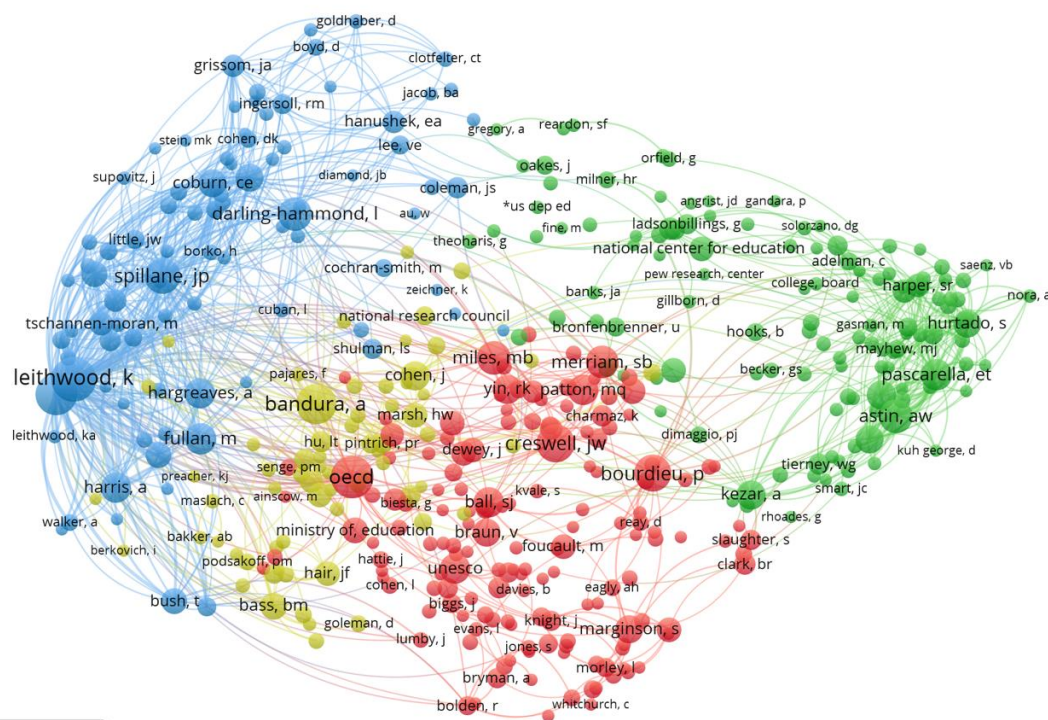 goldhaber, d
boyd, d
clotfelter, ct
grissom, ja
jacob, ba
ingersoll, rm
hanushek, ea
gregory, a
reardon, sf
stein, mk
cohen, dk
lee, ve
orfield, g
oakes, j
supovitz, j
coburn, ce
diamond, jb
coleman, js
milner, hr
*us dep ed
angrist, jd
gandara, p
darling-hammond, l
au, w
fine, m
ladsonbillings, g
solorzano, dg
little, jw
borko, h
theoharis, g
national center for education
adelman, c
saenz, vb
spillane, jp
cochran-smith, m
pew research, center
college, board
harper, sr
zeichner, k
banks, ja
gillborn, d
nora, a
cuban, l
national research council
gasman, m
hurtado, s
tschannen-moran, m
bronfenbrenner, u
hooks, b
shulman, ls
miles, mb
merriam, sb
mayhew, mj
leithwood, k
pajares, f
cohen, j
becker, gs
pascarella, et
hargreaves, a
yin, rk
patton, mq
bandura, a
marsh, hw
charmaz, k
astin, aw
leithwood, ka
fullan, m
hu, lt
pintrich, pr
dewey, j
creswell, jw
dimaggio, pj
kuh george, d
preacher, kj
senge, pm
oecd
bourdieu, p
tierney, wg
harris, a
maslach, c
ainscow, m
biesta, g
kvale, s
smart, jc
kezar, a
ball, sj
walker, a
bakker, ab
ministry of, education
braun, v
reay, d
rhoades, g
berkovich, i
foucault, m
slaughter, s
podsakoff, pm
hattie, j
clark, br
hair, jf
unesco
cohen, l
davies, b
eagly, ah
bush, t
bass, bm
biggs, j
goleman, d
evans, l
knight, j
marginson, s
lumby, j
jones, s
morley, l
bryman, a
bolden, r
whitchurch, c